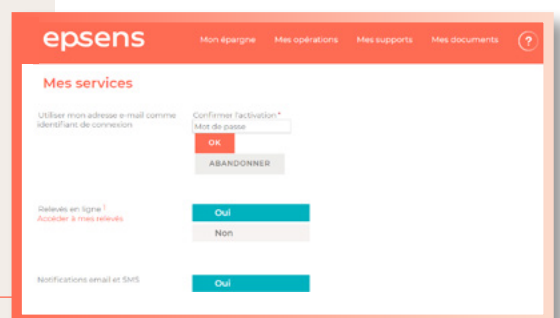 epsens
Mon épargne Mes opérations Mes supports Mes documents ?
Mes services
Utiliser mon adresse e-mail comme
identifiant de connexion
Confirmer l'activation *
Mot de passe
OK
ABANDONNER
Relevés en ligne 1
Accéder à mes relevés
Oui
Non
Notifications email et SMS
Oui